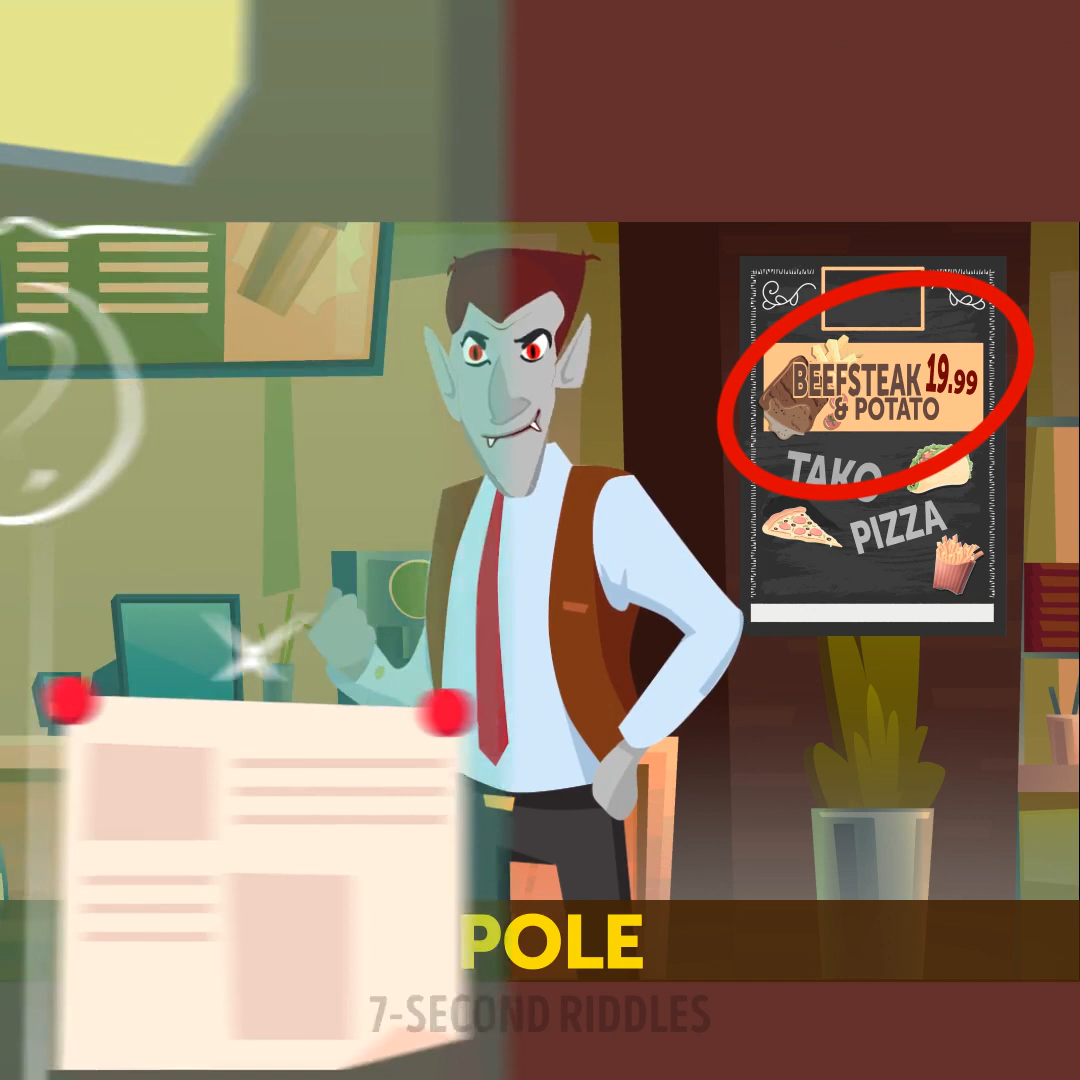 BEEFSTEAK 19.99
& POTATO
TAKO
PIZZA
POLE
7-SECOND RIDDLES